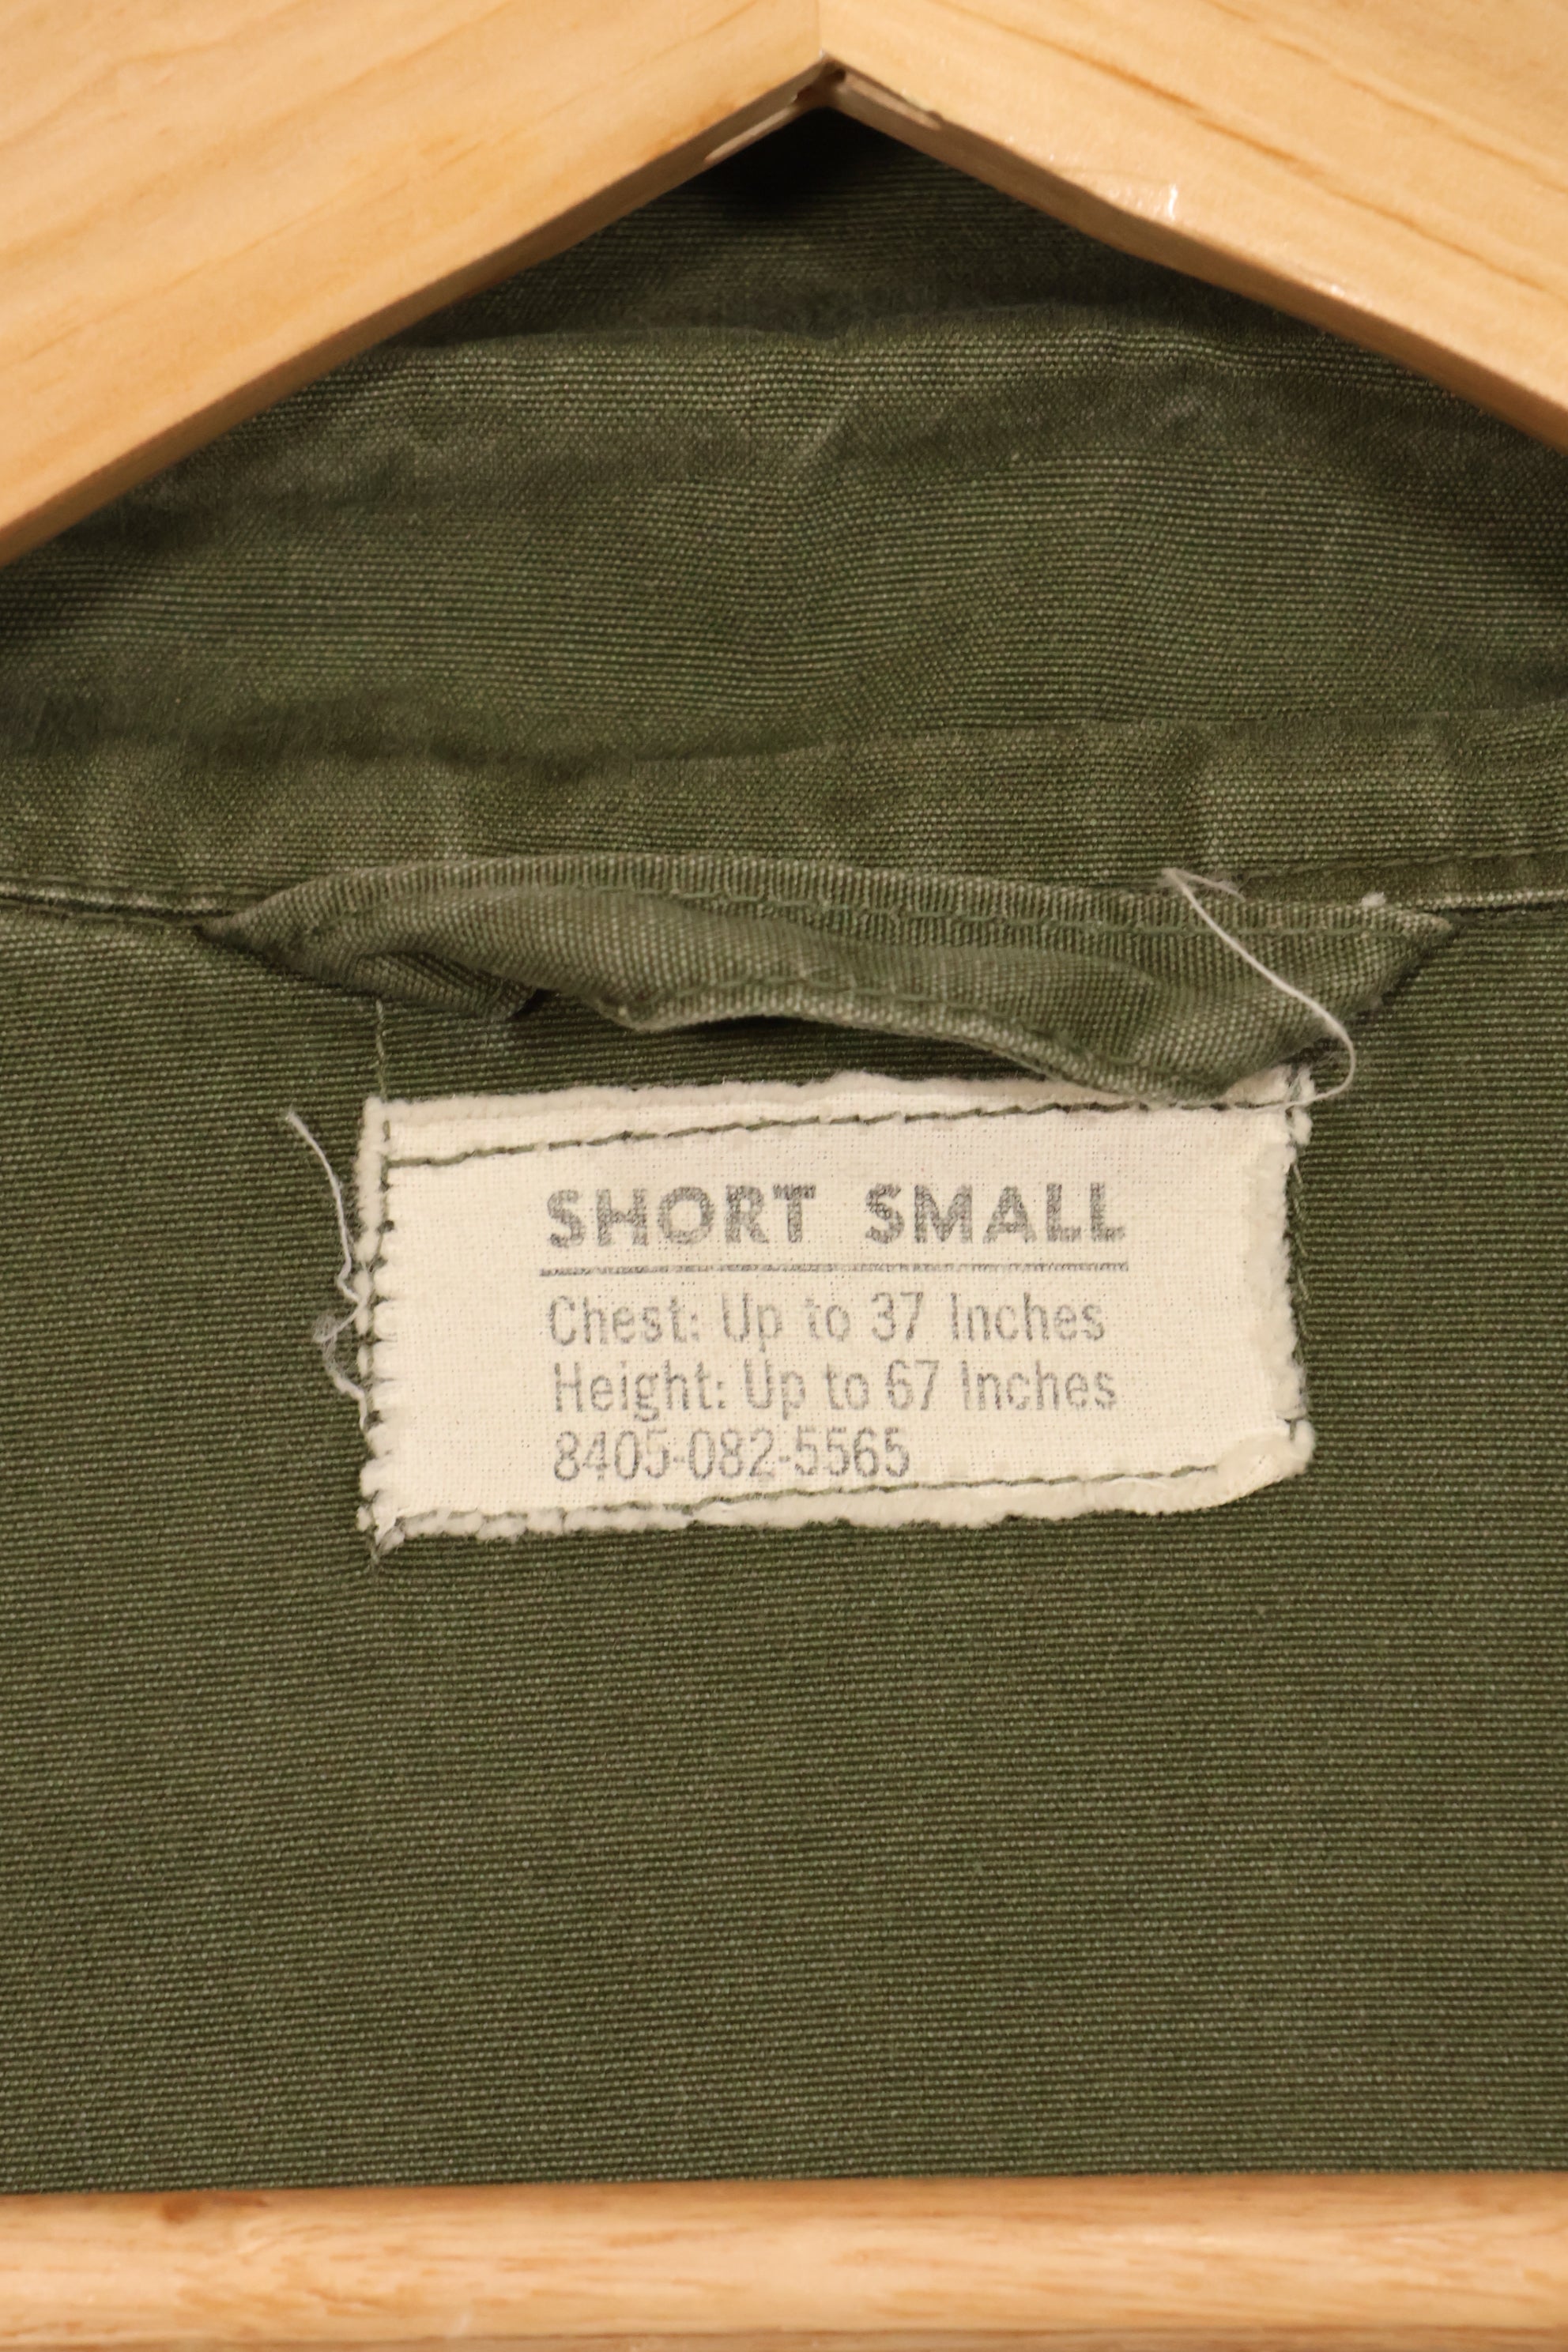 SHORT SMALL
Chest: Up to 37 Inches
Height: Up to 67 Inches
8405-082-5565